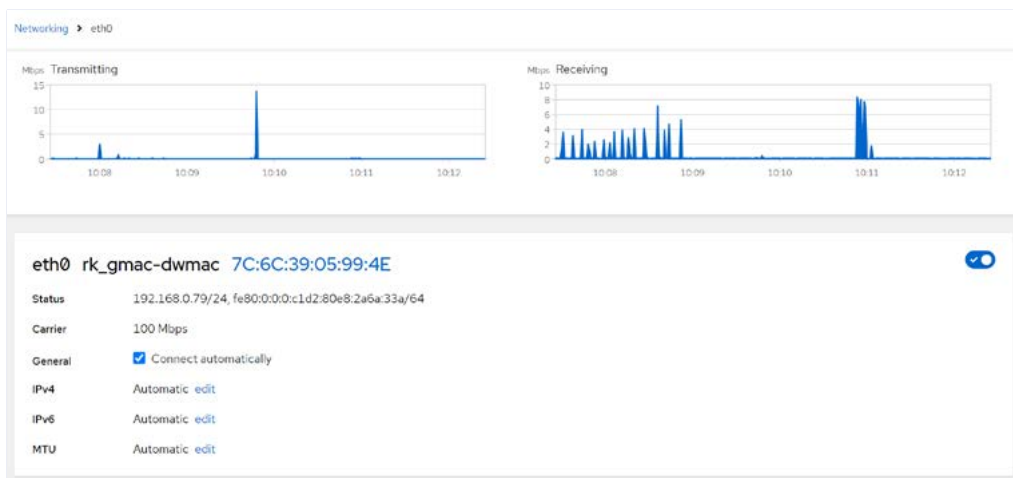 Networking > eth0
Mbps Transmitting
15
10
5
0
10:08 10:09 10:10 10:11 10:12
Mbps Receiving
10
8
6
4
2
0
10:08 10:09 10:10 10:11 10:12
eth0 rk_gmac-dwmac 7C:6C:39:05:99:4E
Status 192.168.0.79/24, fe80:0:0:0:c1d2:80e8:2a6a:33a/64
Carrier 100 Mbps
General Connect automatically
IPv4 Automatic edit
IPv6 Automatic edit
MTU Automatic edit